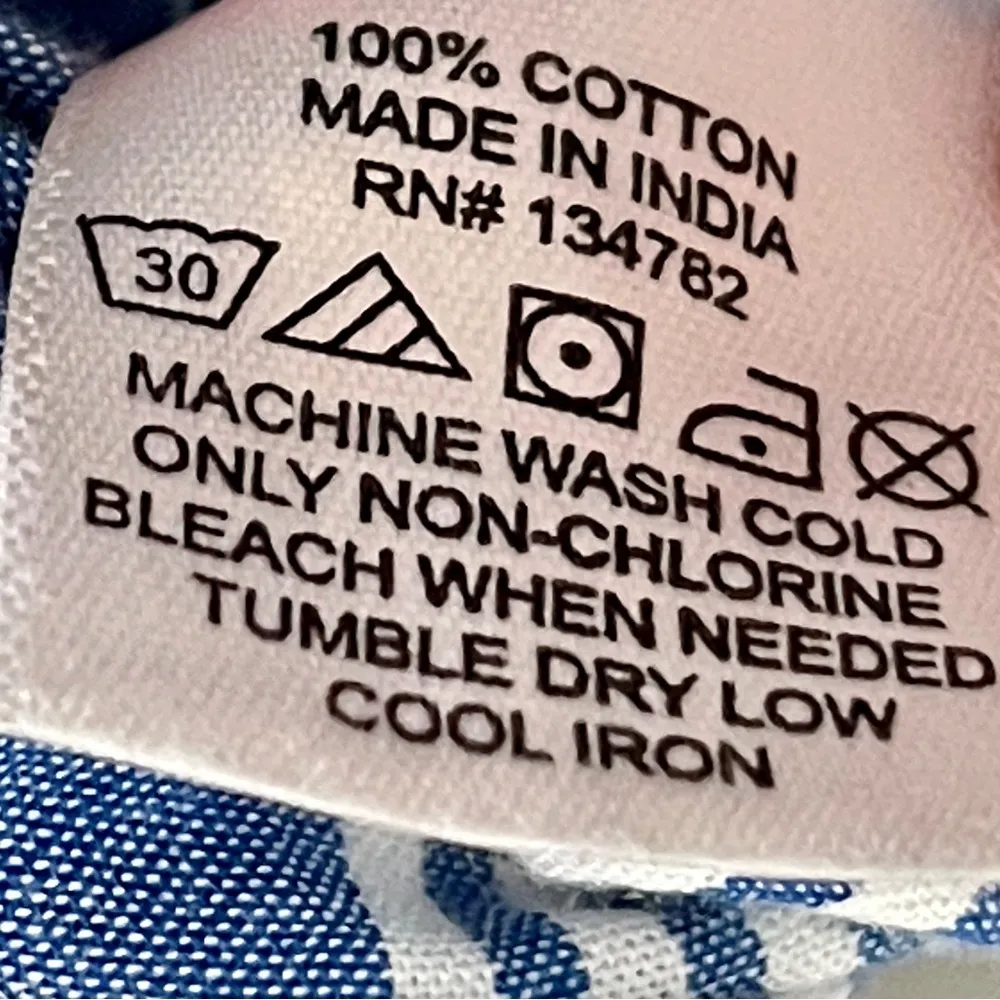 100% COTTON
MADE IN INDIA
RN# 134782
30
MACHINE WASH COLD
ONLY NON-CHLORINE
BLEACH WHEN NEEDED
TUMBLE DRY LOW
COOL IRON